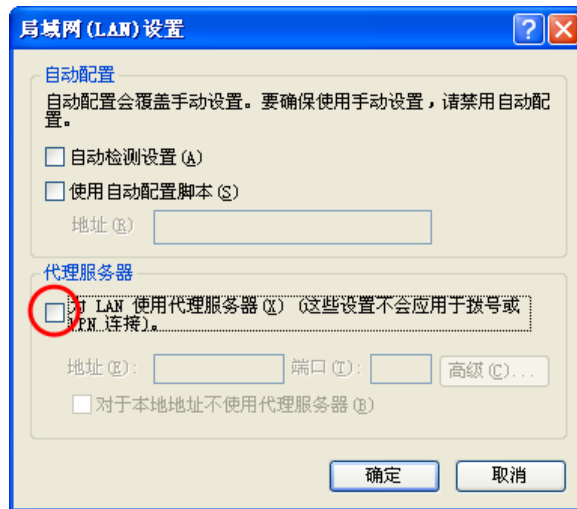 局域网(LAN)设置
自动配置
自动配置会覆盖手动设置。要确保使用手动设置，请禁用自动配
置。
自动检测设置(A)
使用自动配置脚本(S)
地址(R)
代理服务器
对 LAN 使用代理服务器(X) (这些设置不会应用于拨号或
VPN 连接)。
地址(E): 端口(T): 高级(C)...
对于本地地址不使用代理服务器(B)
确定 取消